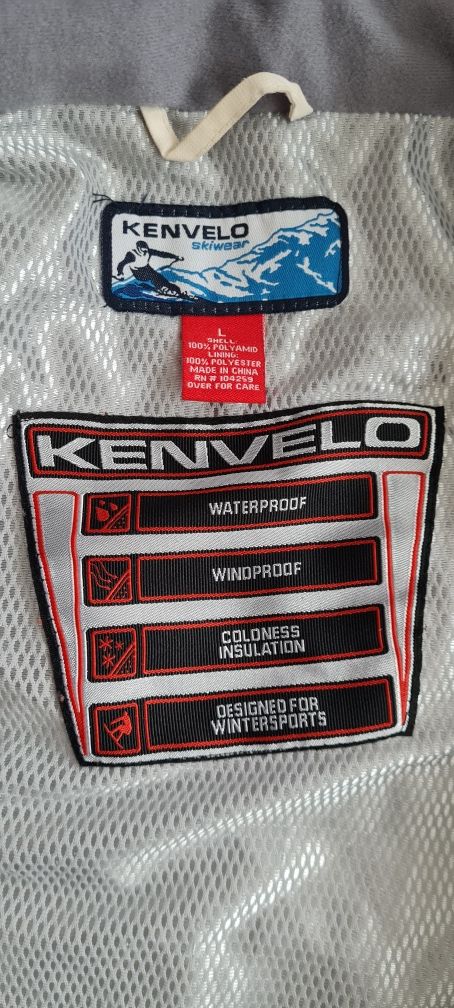 KENVELO
skiwear
L
SHELL:
100% POLYAMID
LINING:
100% POLYESTER
MADE IN CHINA
RN # 104259
OVER FOR CARE
KENVELO
WATERPROOF
WINDPROOF
COLDNESS
INSULATION
DESIGNED FOR
WINTERSPORTS